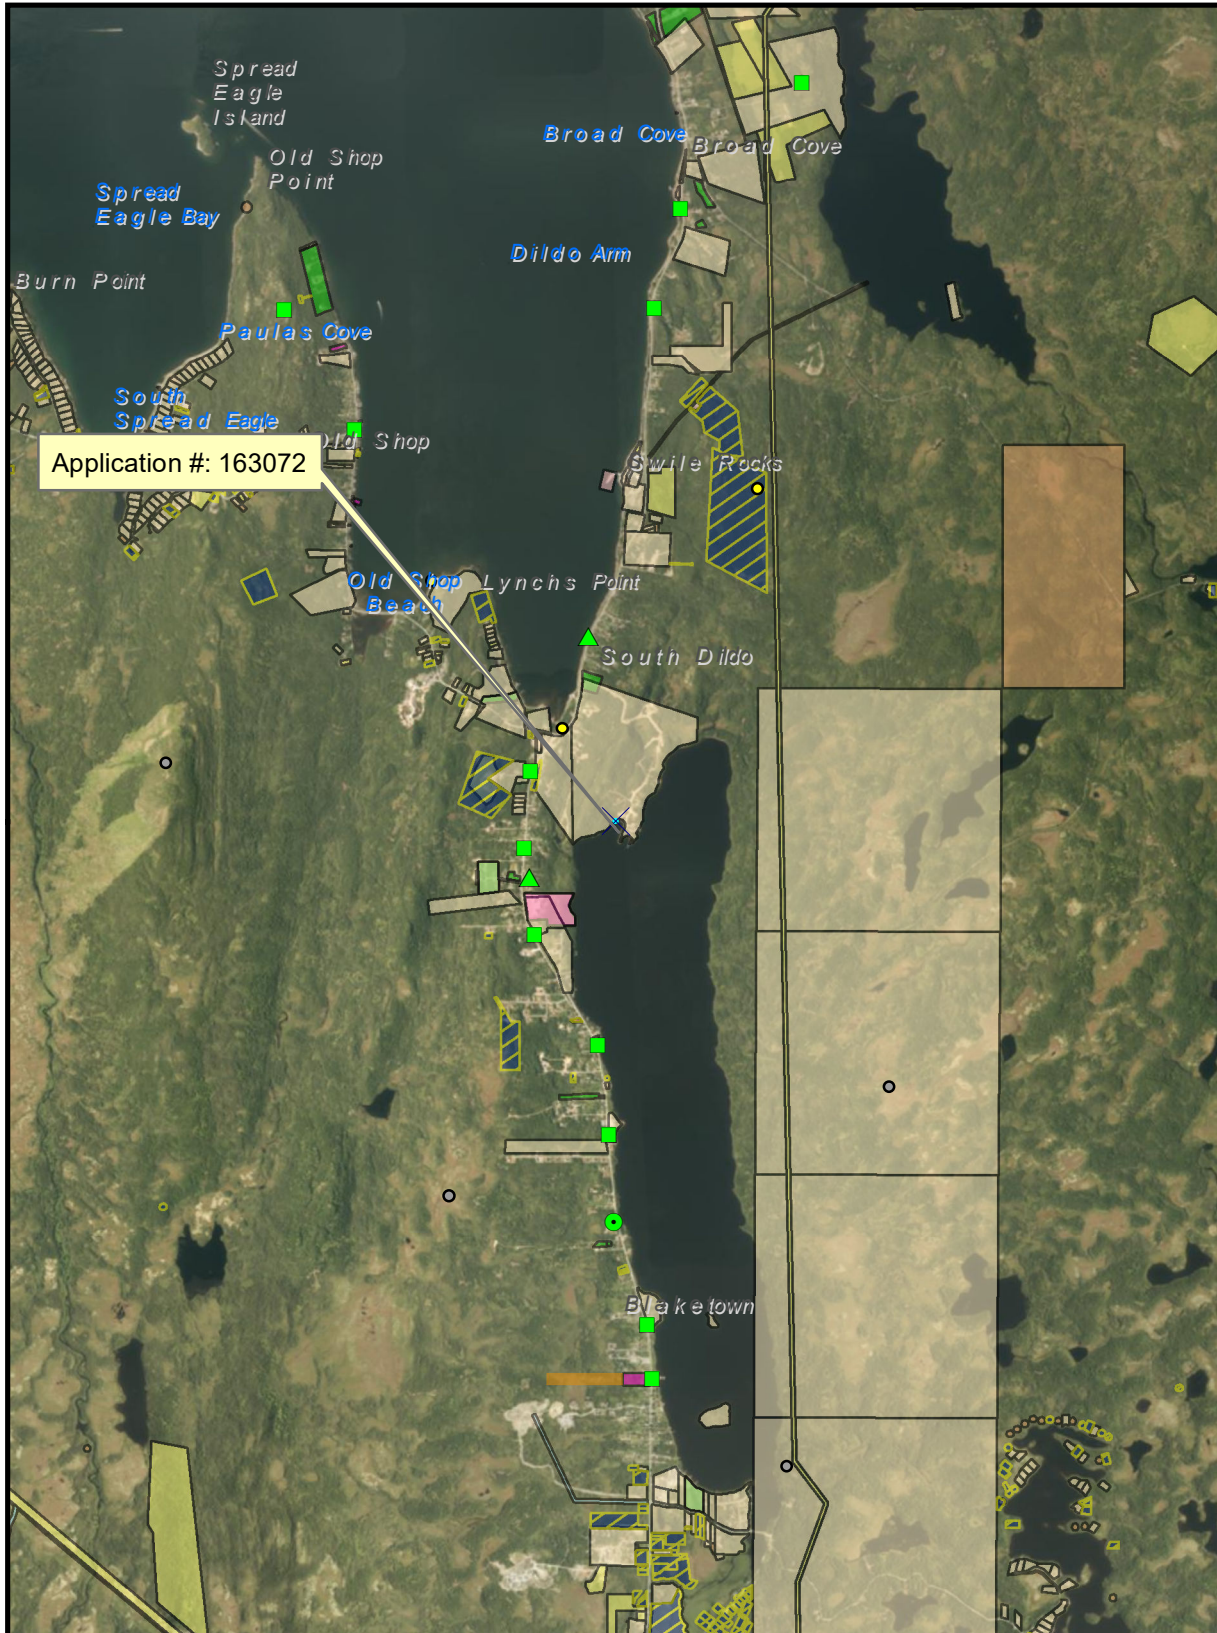 Spread
Eagle
Island
Old Shop
Point
Broad Cove
Broad Cove
Spread
Eagle Bay
Dildo Arm
Burn Point
Paulas Cove
South
Spread Eagle
Old Shop
Application #: 163072
Swile Rocks
Old Shop
Beach
Lynchs Point
South Dildo
Blaketown